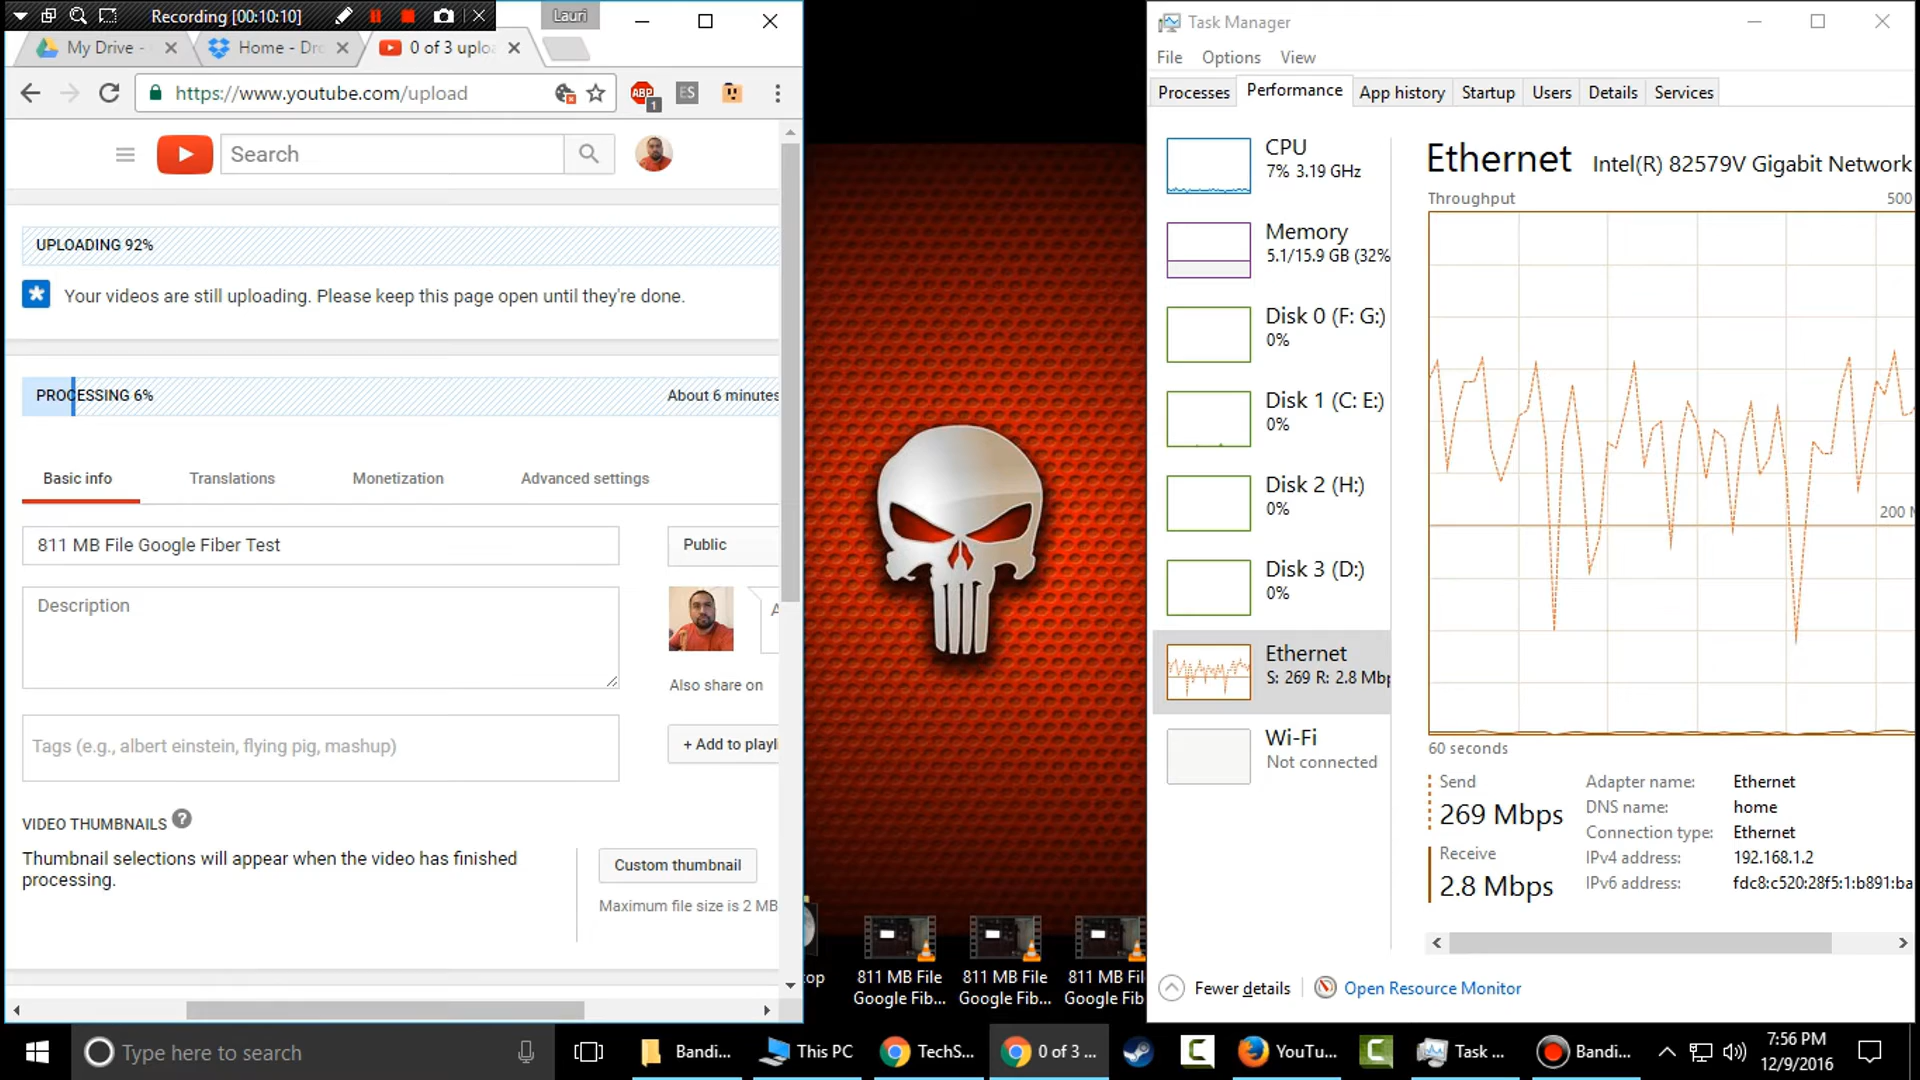 Recording [00:10:10]
Lauri
My Drive -
Home - Dro
0 of 3 uploa
https://www.youtube.com/upload
ABP
1
ES
Search
UPLOADING 92%
Your videos are still uploading. Please keep this page open until they're done.
PROCESSING 6%
About 6 minutes
Basic info
Translations
Monetization
Advanced settings
811 MB File Google Fiber Test
Public
Description
A
Also share on
Tags (e.g., albert einstein, flying pig, mashup)
+ Add to playl
VIDEO THUMBNAILS ?
Thumbnail selections will appear when the video has finished
processing.
Custom thumbnail
Maximum file size is 2 MB
top
811 MB File
Google Fib...
811 MB File
Google Fib...
811 MB Fil
Google Fib
Task Manager
File
Options
View
Processes
Performance
App history
Startup
Users
Details
Services
CPU
7% 3.19 GHz
Memory
5.1/15.9 GB (32%
Disk 0 (F: G:)
0%
Disk 1 (C: E:)
0%
Disk 2 (H:)
0%
Disk 3 (D:)
0%
Ethernet
S: 269 R: 2.8 Mbp
Wi-Fi
Not connected
Ethernet
Intel(R) 82579V Gigabit Network
Throughput
500
200 M
60 seconds
Send
269 Mbps
Receive
2.8 Mbps
Adapter name: Ethernet
DNS name: home
Connection type: Ethernet
IPv4 address: 192.168.1.2
IPv6 address: fdc8:c520:28f5:1:b891:ba
Fewer details
Open Resource Monitor
Type here to search
Bandi...
This PC
TechS...
0 of 3 ...
YouTu...
Task ...
Bandi...
7:56 PM
12/9/2016